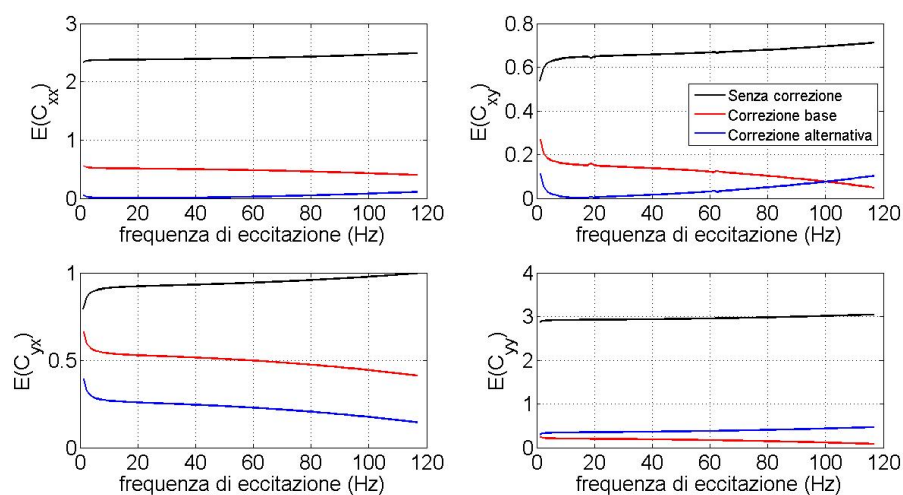 3
2
1
0
E(C_xx)
0 20 40 60 80 100 120
frequenza di eccitazione (Hz)
0.8
0.6
0.4
0.2
0
E(C_xy)
Senza correzione
Correzione base
Correzione alternativa
0 20 40 60 80 100 120
frequenza di eccitazione (Hz)
1
0.5
0
E(C_yx)
0 20 40 60 80 100 120
frequenza di eccitazione (Hz)
4
3
2
1
0
E(C_yy)
0 20 40 60 80 100 120
frequenza di eccitazione (Hz)